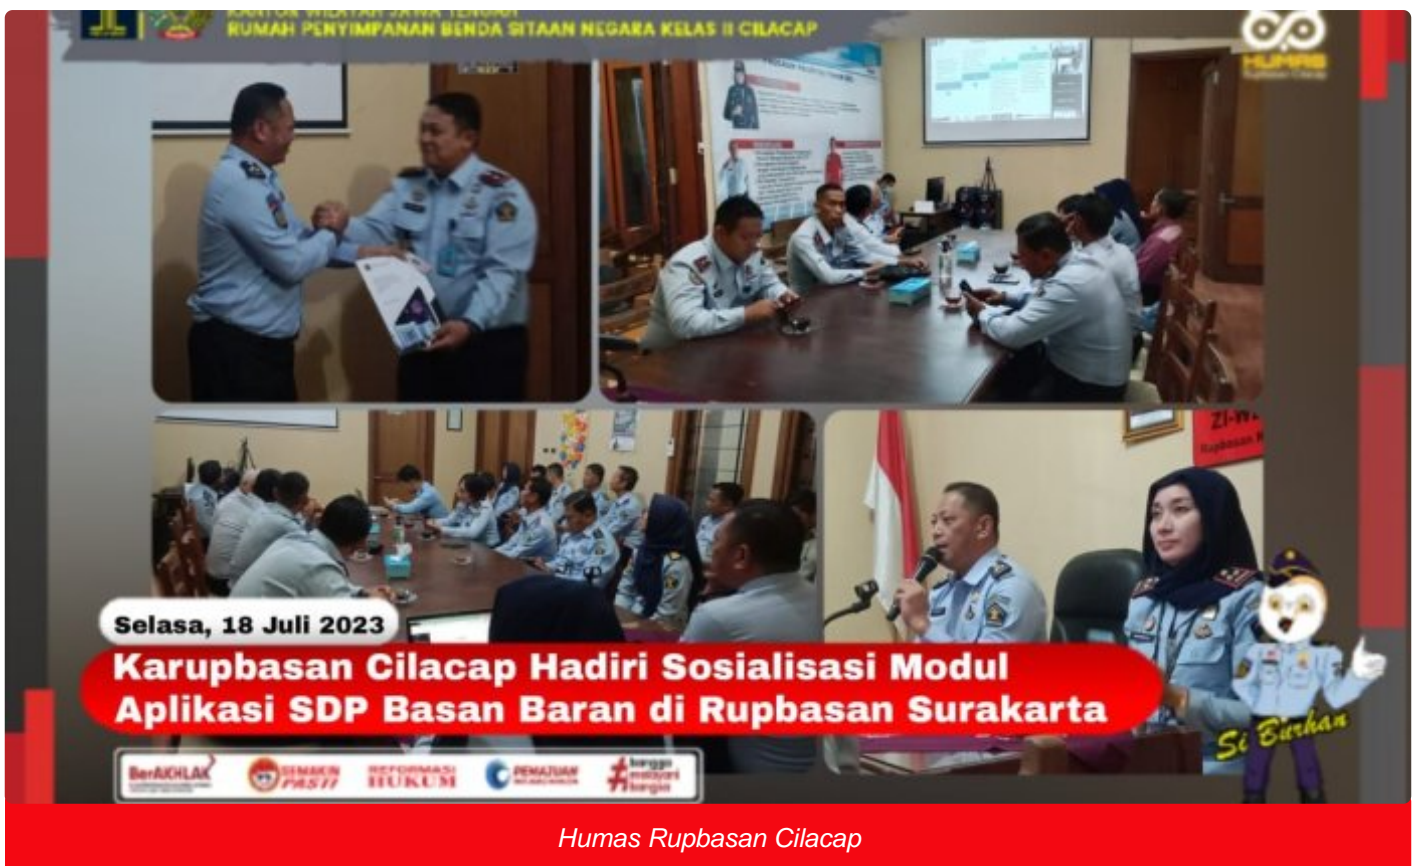 KANTOR WILAYAH JAWA TENGAH
RUMAH PENYIMPANAN BENDA SITAAN NEGARA KELAS II CILACAP
HUMAS
Rupbasan Cilacap
ZI-W
Rupbasan
Selasa, 18 Juli 2023
Karupbasan Cilacap Hadiri Sosialisasi Modul
Aplikasi SDP Basan Baran di Rupbasan Surakarta
Si Burhan
BerAKHLAK
SEMAKIN
PASTI
REFORMASI
HUKUM
PEMAJUAN
#bangga
melayani
bangsa
Humas Rupbasan Cilacap